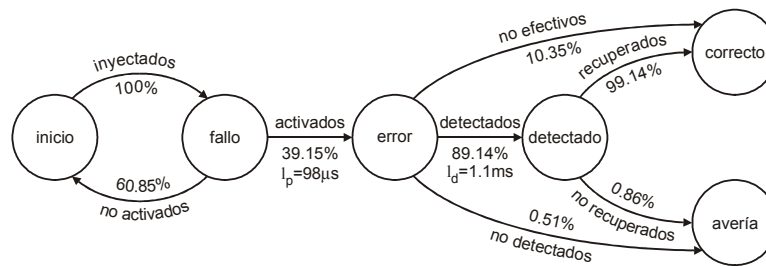 no efectivos
10.35%
correcto
recuperados
99.14%
inyectados
100%
inicio
fallo
activados
39.15%
lp=98μs
error
detectados
89.14%
ld=1.1ms
detectado
60.85%
no activados
0.86%
no recuperados
0.51%
no detectados
avería